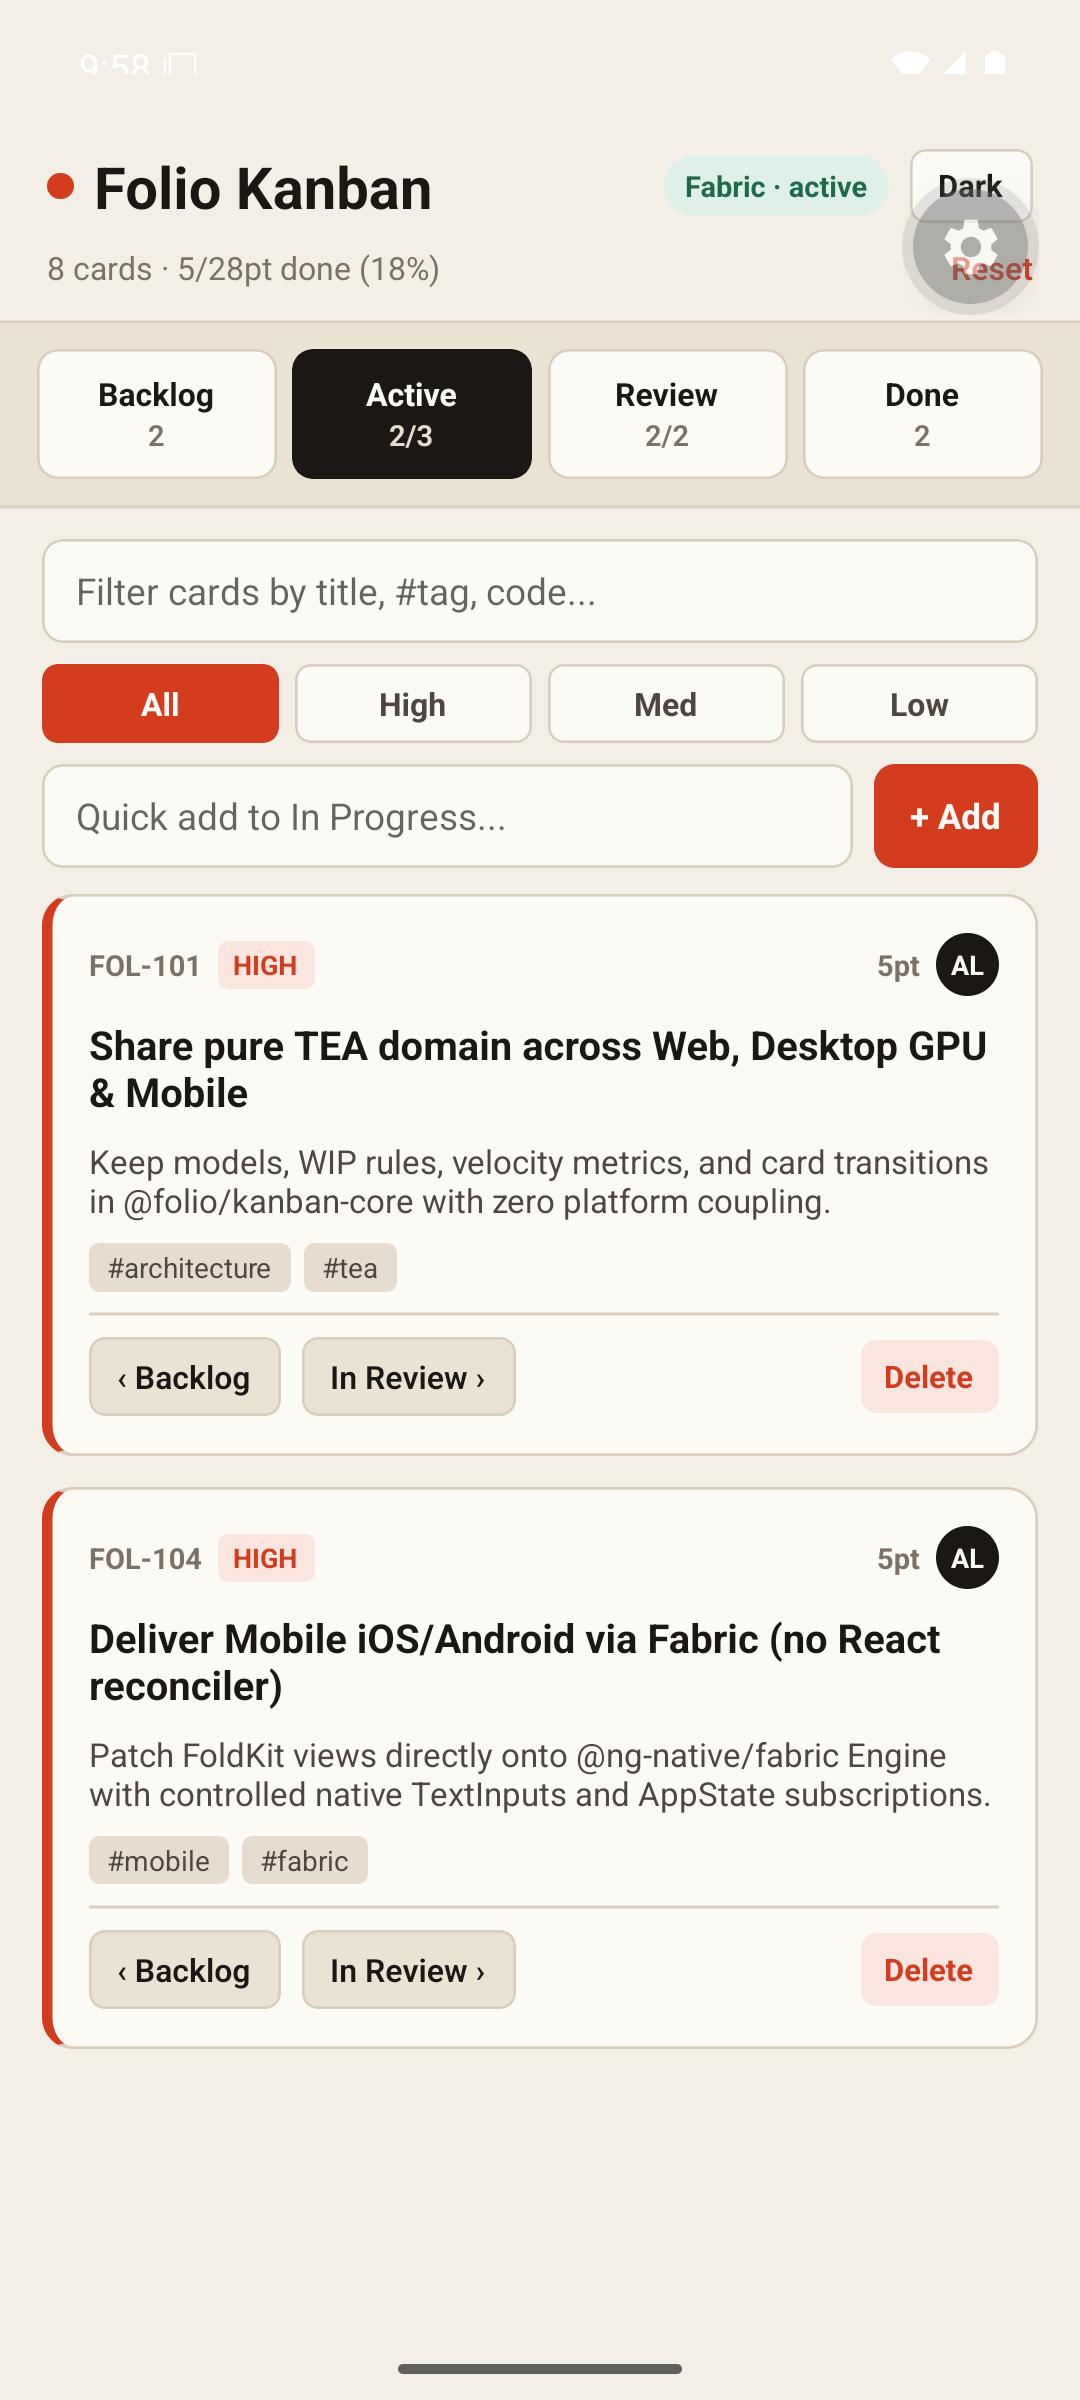 9:58
Folio Kanban
Fabric · active
Dark
8 cards · 5/28pt done (18%)
Reset
Backlog
2
Active
2/3
Review
2/2
Done
2
Filter cards by title, #tag, code...
All
High
Med
Low
Quick add to In Progress...
+ Add
FOL-101
HIGH
5pt
AL
Share pure TEA domain across Web, Desktop GPU
& Mobile
Keep models, WIP rules, velocity metrics, and card transitions
in @folio/kanban-core with zero platform coupling.
#architecture
#tea
‹ Backlog
In Review ›
Delete
FOL-104
HIGH
5pt
AL
Deliver Mobile iOS/Android via Fabric (no React
reconciler)
Patch FoldKit views directly onto @ng-native/fabric Engine
with controlled native TextInputs and AppState subscriptions.
#mobile
#fabric
‹ Backlog
In Review ›
Delete